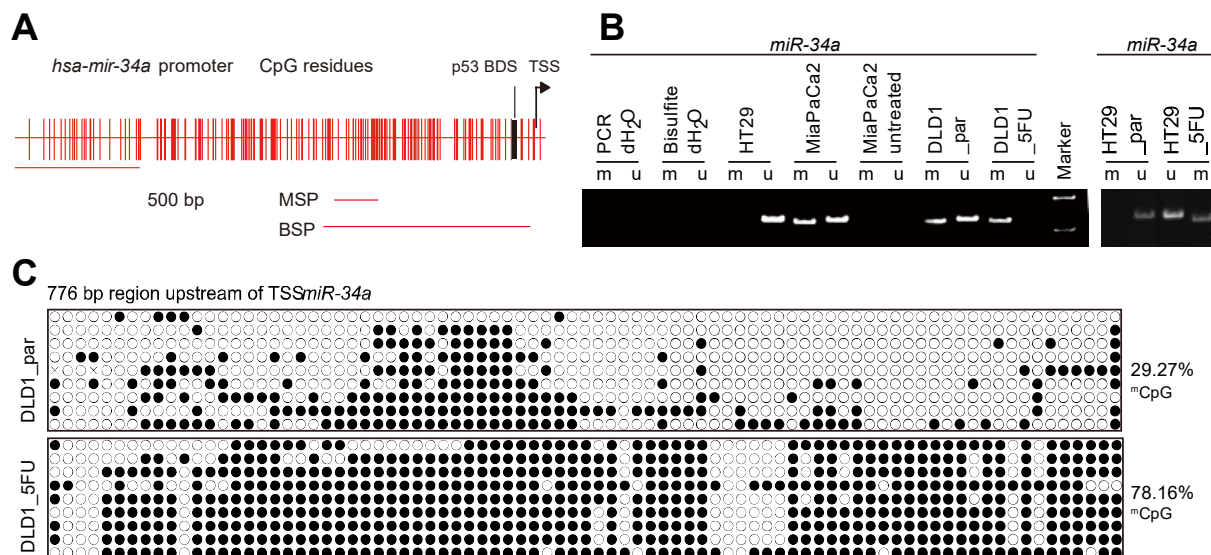 A
hsa-mir-34a promoter CpG residues p53 BDS TSS
500 bp
MSP
BSP
B
miR-34a
miR-34a
PCR dH2O
Bisulfite dH2O
HT29
MiaPaCa2
MiaPaCa2 untreated
DLD1 _par
DLD1 _5FU
Marker
HT29 _par
HT29 _5FU
m u m u m u m u m u m u m u
m u u m
C
776 bp region upstream of TSSmiR-34a
DLD1_par
29.27%
mCpG
DLD1_5FU
78.16%
mCpG